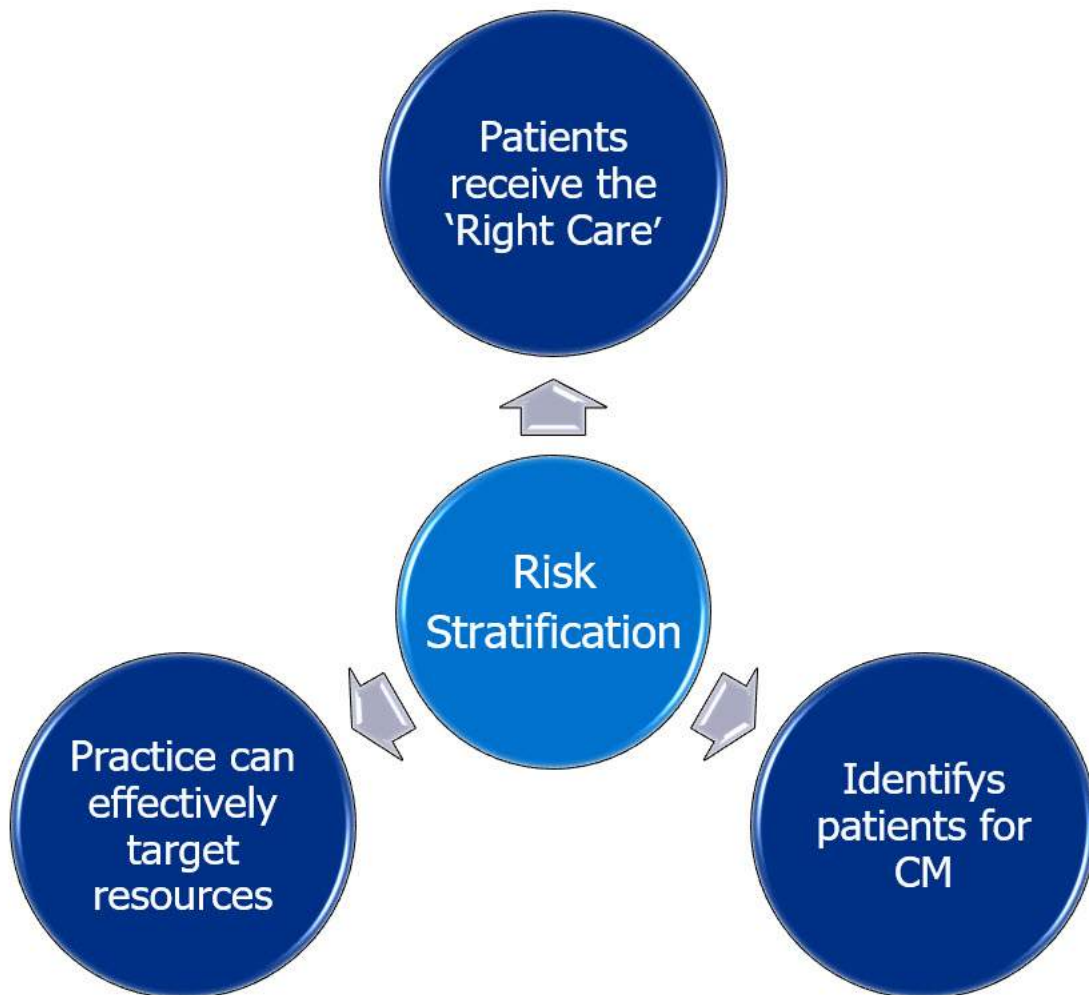 Patients
receive the
‘Right Care’
Risk
Stratification
Practice can
effectively
target
resources
Identifys
patients for
CM